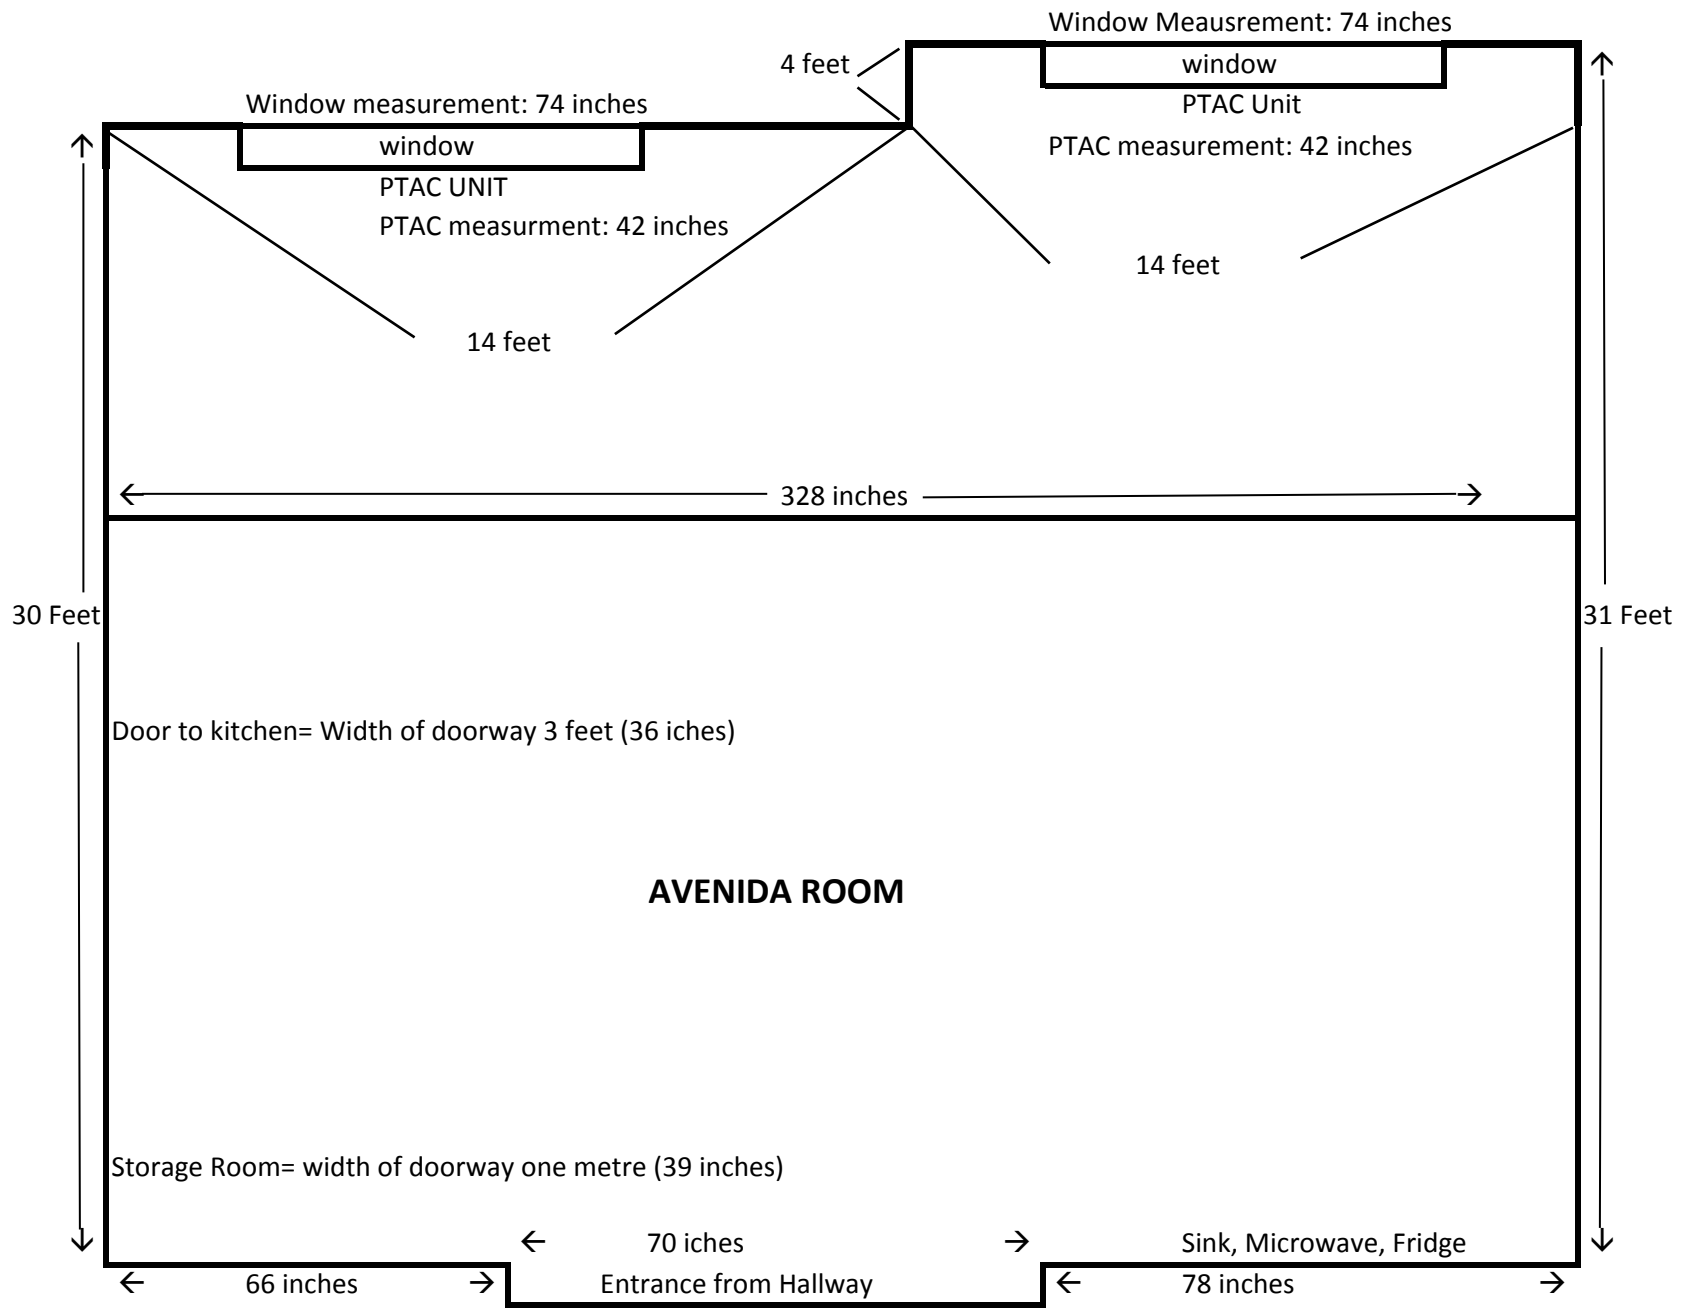 Window Meausrement: 74 inches
4 feet
window
Window measurement: 74 inches
PTAC Unit
window
PTAC measurement: 42 inches
PTAC UNIT
PTAC measurment: 42 inches
14 feet
14 feet
328 inches
30 Feet
31 Feet
Door to kitchen= Width of doorway 3 feet (36 iches)
AVENIDA ROOM
Storage Room= width of doorway one metre (39 inches)
70 iches
Sink, Microwave, Fridge
66 inches
Entrance from Hallway
78 inches